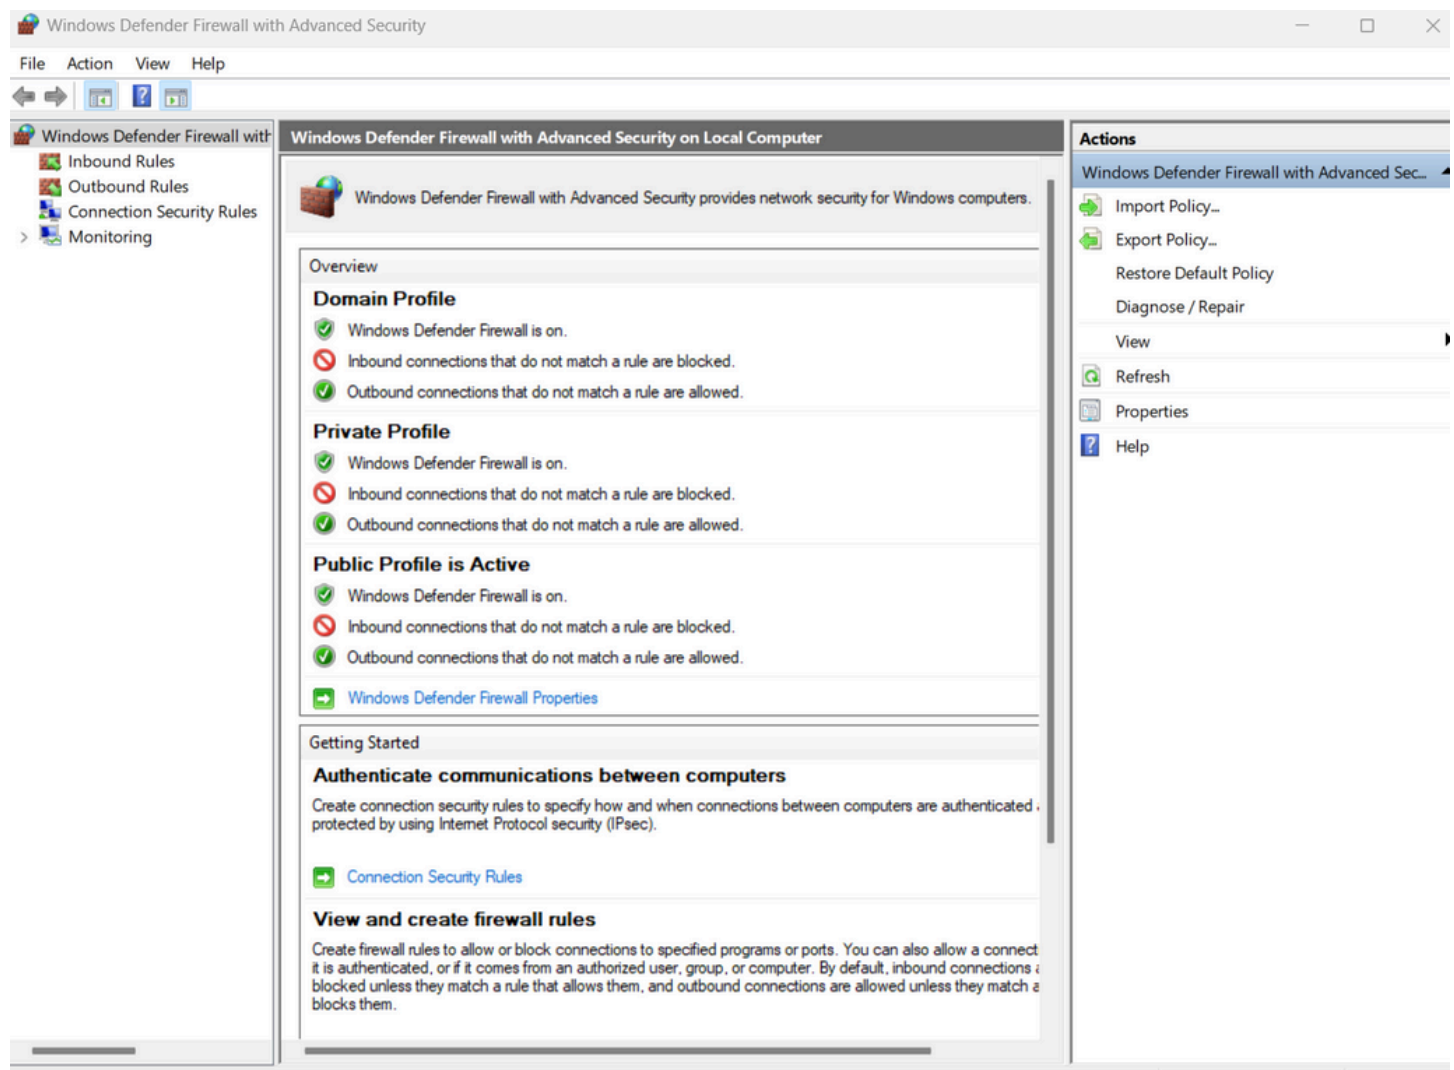 Windows Defender Firewall with Advanced Security
File Action View Help
Windows Defender Firewall with
Inbound Rules
Outbound Rules
Connection Security Rules
Monitoring
Windows Defender Firewall with Advanced Security on Local Computer
Windows Defender Firewall with Advanced Security provides network security for Windows computers.
Overview
Domain Profile
Windows Defender Firewall is on.
Inbound connections that do not match a rule are blocked.
Outbound connections that do not match a rule are allowed.
Private Profile
Windows Defender Firewall is on.
Inbound connections that do not match a rule are blocked.
Outbound connections that do not match a rule are allowed.
Public Profile is Active
Windows Defender Firewall is on.
Inbound connections that do not match a rule are blocked.
Outbound connections that do not match a rule are allowed.
Windows Defender Firewall Properties
Getting Started
Authenticate communications between computers
Create connection security rules to specify how and when connections between computers are authenticated
protected by using Internet Protocol security (IPsec).
Connection Security Rules
View and create firewall rules
Create firewall rules to allow or block connections to specified programs or ports. You can also allow a connect
it is authenticated, or if it comes from an authorized user, group, or computer. By default, inbound connections
blocked unless they match a rule that allows them, and outbound connections are allowed unless they match a
blocks them.
Actions
Windows Defender Firewall with Advanced Sec...
Import Policy...
Export Policy...
Restore Default Policy
Diagnose / Repair
View
Refresh
Properties
Help